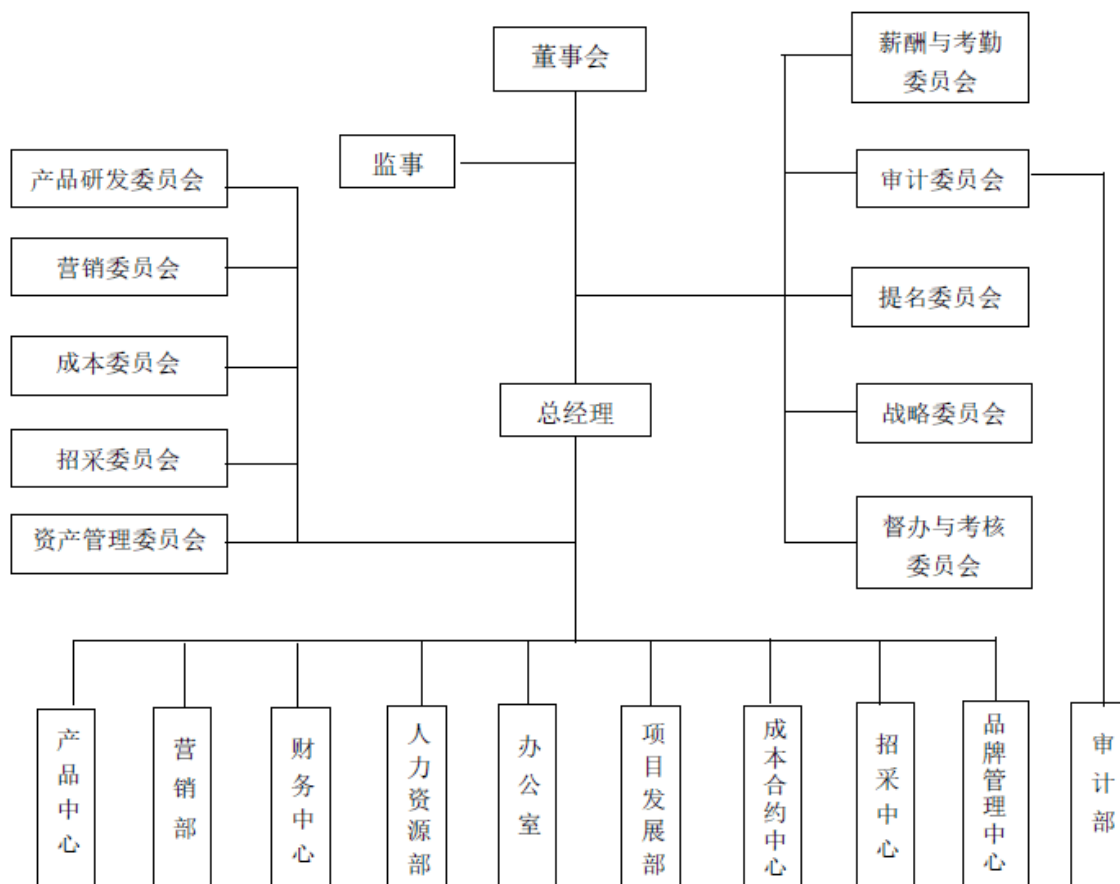 董事会
薪酬与考勤
委员会
监事
产品研发委员会
审计委员会
营销委员会
提名委员会
成本委员会
总经理
战略委员会
招采委员会
资产管理委员会
督办与考核
委员会
产品中心
营销部
财务中心
人力资源部
办公室
项目发展部
成本合约中心
招采中心
品牌管理中心
审计部